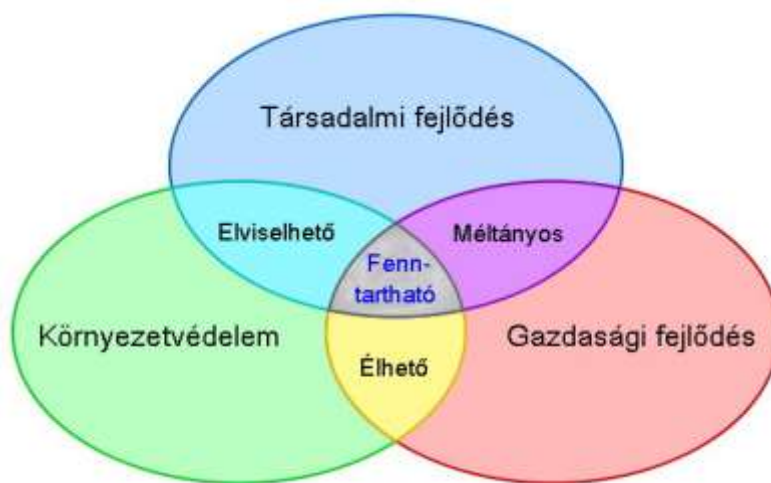 Társadalmi fejlődés
Elviselhető
Méltányos
Fenn-
tartható
Környezetvédelem
Gazdasági fejlődés
Élhető